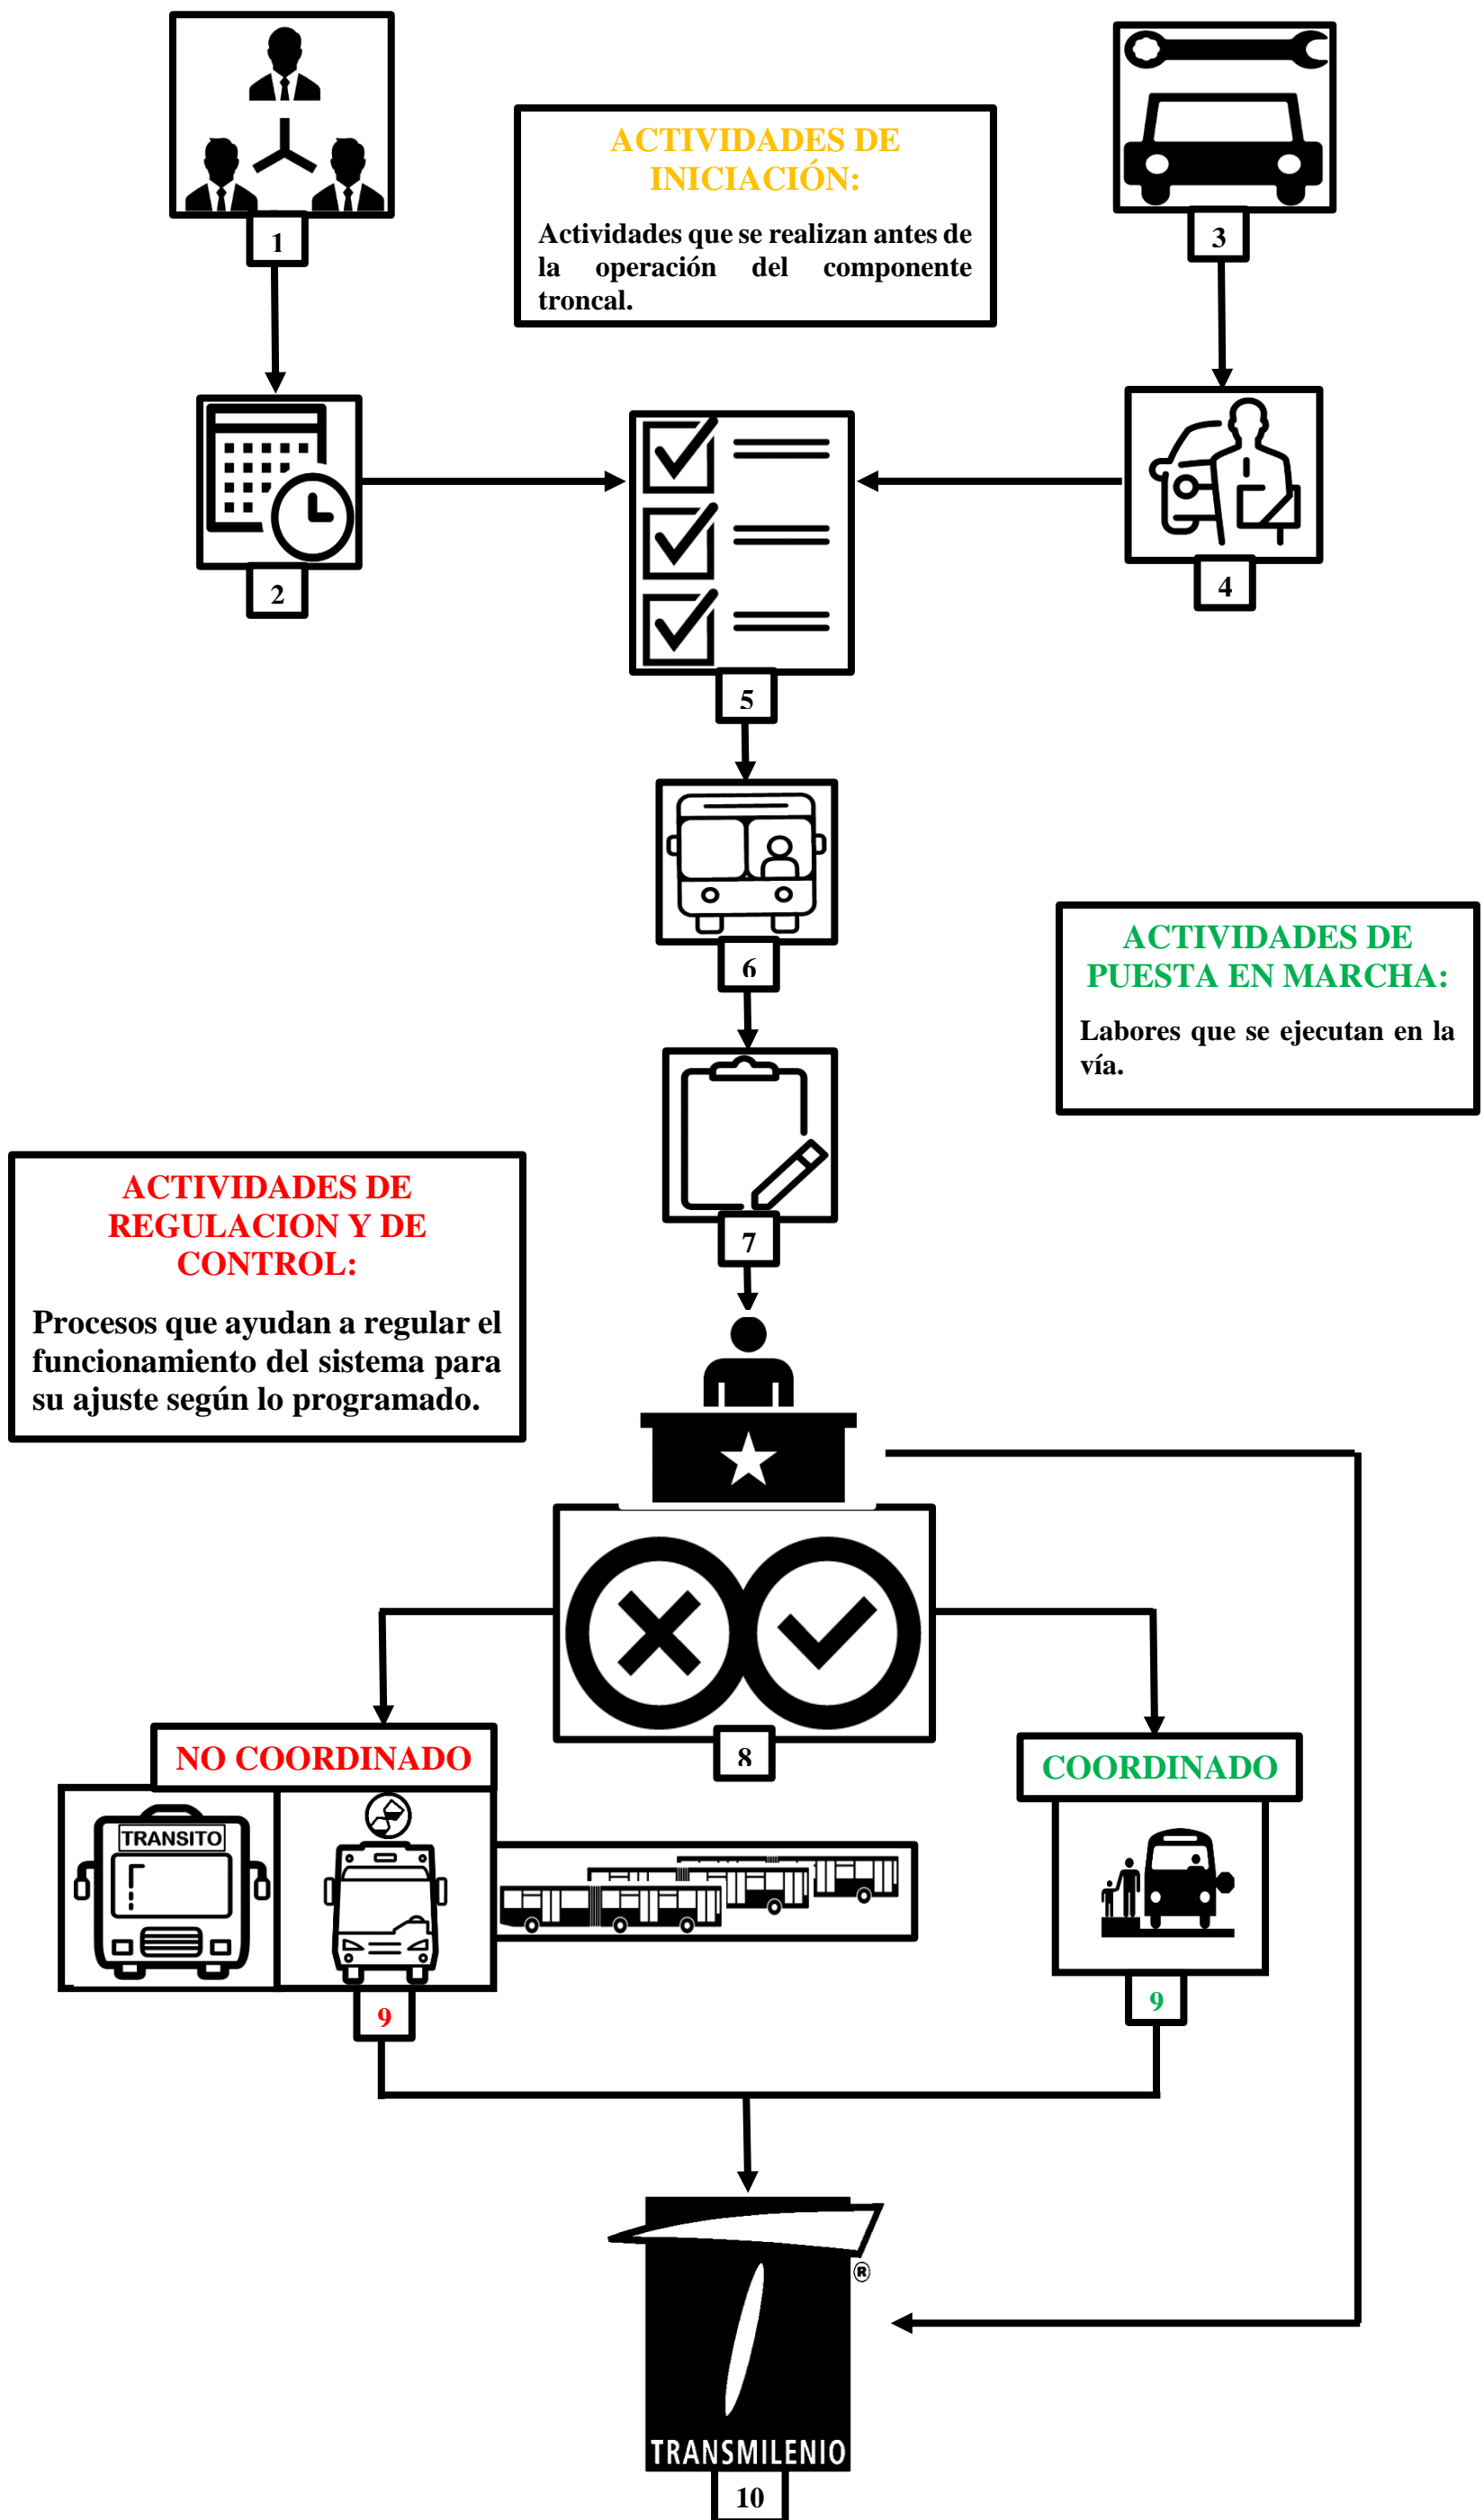 ACTIVIDADES DE
INICIACIÓN:
Actividades que se realizan antes de
la operación del componente
troncal.
1
3
2
4
5
6
ACTIVIDADES DE
PUESTA EN MARCHA:
Labores que se ejecutan en la
vía.
7
ACTIVIDADES DE
REGULACION Y DE
CONTROL:
Procesos que ayudan a regular el
funcionamiento del sistema para
su ajuste según lo programado.
8
NO COORDINADO
COORDINADO
TRANSITO
9
9
®
TRANSMILENIO
10